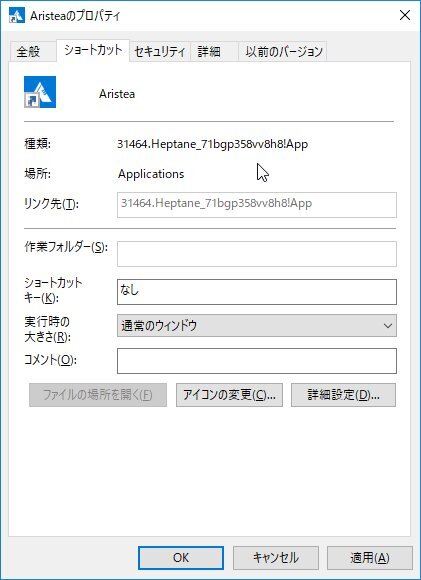 Aristeaのプロパティ
全般 ショートカット セキュリティ 詳細 以前のバージョン
Aristea
種類: 31464.Heptane_71bgp358vv8h8!App
場所: Applications
リンク先(T): 31464.Heptane_71bgp358vv8h8!App
作業フォルダー(S):
ショートカット
キー(K): なし
実行時の
大きさ(R): 通常のウィンドウ
コメント(O):
ファイルの場所を開く(F) アイコンの変更(C)... 詳細設定(D)...
OK キャンセル 適用(A)